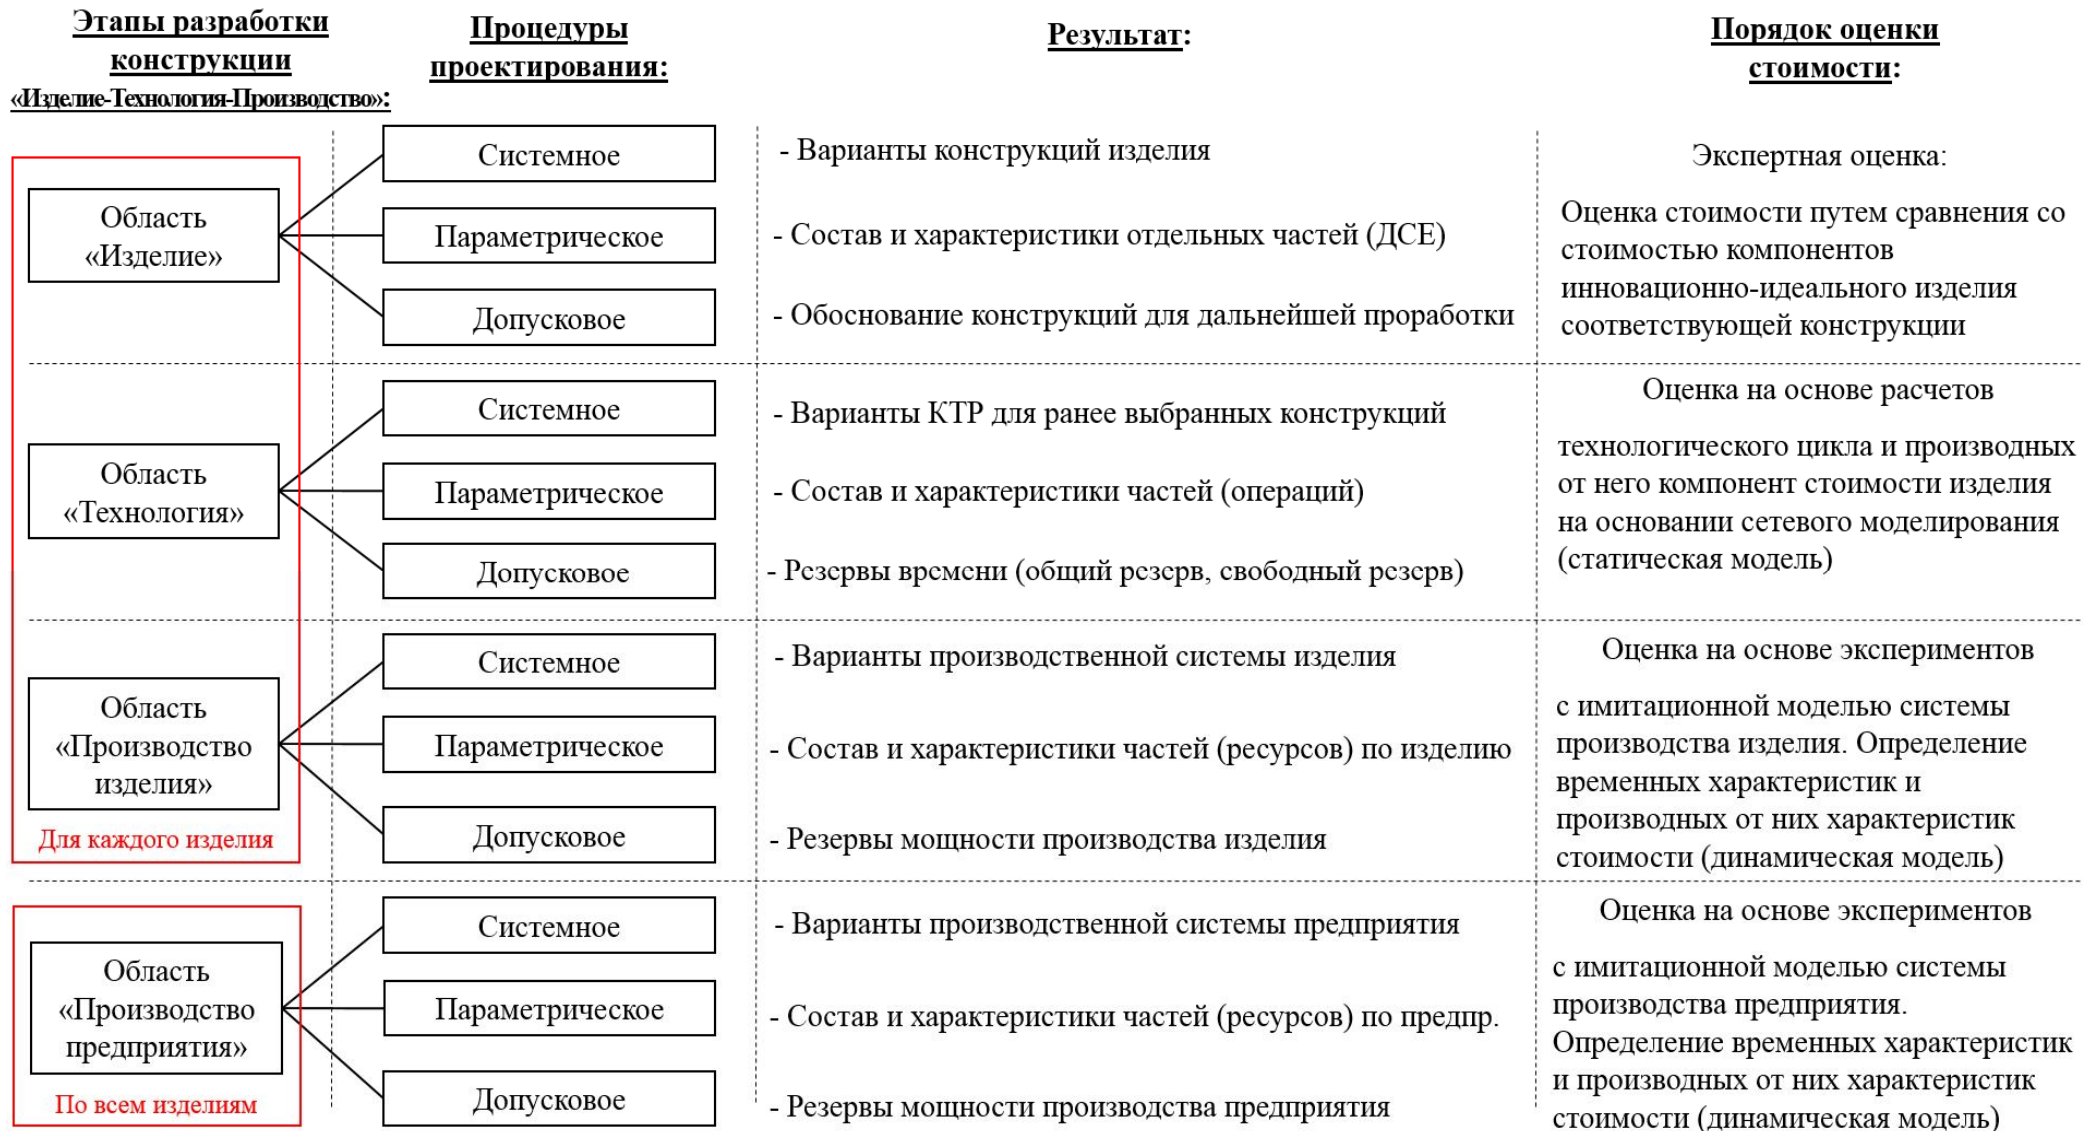 Этапы разработки
конструкции
«Изделие-Технология-Производство»:
Процедуры
проектирования:
Результат:
Порядок оценки
стоимости:
Область
«Изделие»
Системное
Параметрическое
Допусковое
- Варианты конструкций изделия
- Состав и характеристики отдельных частей (ДСЕ)
- Обоснование конструкций для дальнейшей проработки
Экспертная оценка:
Оценка стоимости путем сравнения со
стоимостью компонентов
инновационно-идеального изделия
соответствующей конструкции
Область
«Технология»
Системное
Параметрическое
Допусковое
- Варианты КТР для ранее выбранных конструкций
- Состав и характеристики частей (операций)
- Резервы времени (общий резерв, свободный резерв)
Оценка на основе расчетов
технологического цикла и производных
от него компонент стоимости изделия
на основании сетевого моделирования
(статическая модель)
Область
«Производство
изделия»
Для каждого изделия
Системное
Параметрическое
Допусковое
- Варианты производственной системы изделия
- Состав и характеристики частей (ресурсов) по изделию
- Резервы мощности производства изделия
Оценка на основе экспериментов
с имитационной моделью системы
производства изделия. Определение
временных характеристик и
производных от них характеристик
стоимости (динамическая модель)
Область
«Производство
предприятия»
По всем изделиям
Системное
Параметрическое
Допусковое
- Варианты производственной системы предприятия
- Состав и характеристики частей (ресурсов) по предпр.
- Резервы мощности производства предприятия
Оценка на основе экспериментов
с имитационной моделью системы
производства предприятия.
Определение временных характеристик
и производных от них характеристик
стоимости (динамическая модель)